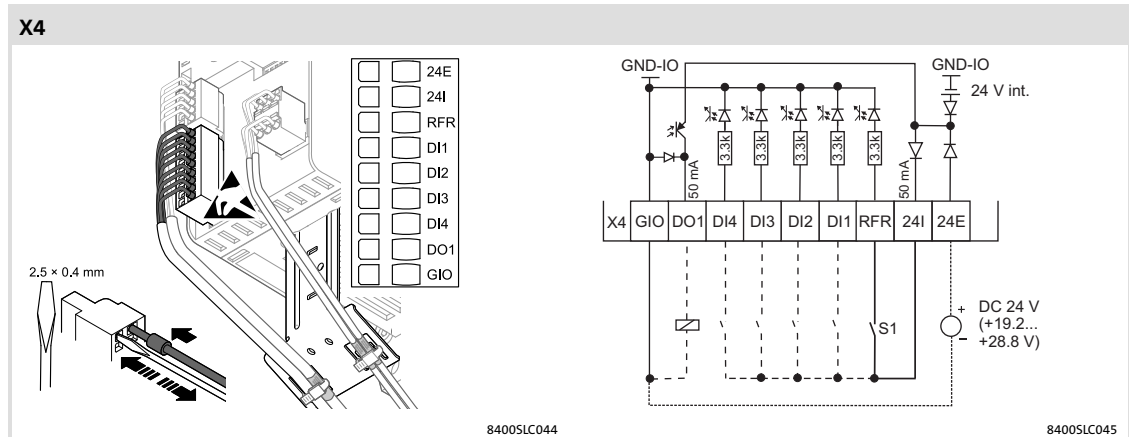 X4
24E
24I
RFR
DI1
DI2
DI3
DI4
DO1
GIO
2.5 × 0.4 mm
8400SLC044
GND-IO
GND-IO
24 V int.
3.3k
3.3k
3.3k
3.3k
3.3k
50 mA
50 mA
X4 GIO DO1 DI4 DI3 DI2 DI1 RFR 24I 24E
S1
+
DC 24 V
(+19.2...
+28.8 V)
–
8400SLC045